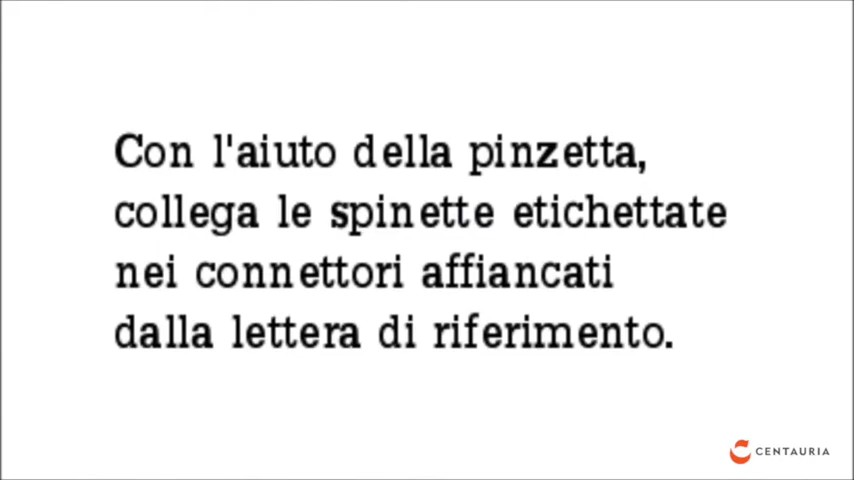 Con l'aiuto della pinzetta,
collega le spinette etichettate
nei connettori affiancati
dalla lettera di riferimento.
CENTAURIA